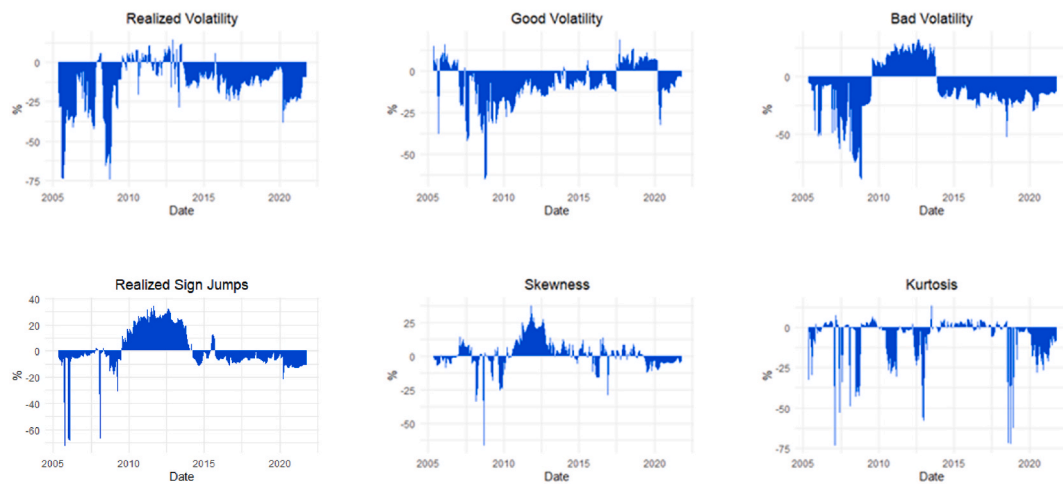 Realized Volatility
0
-25
-50
-75
%
2005 2010 2015 2020
Date
Good Volatility
0
-25
-50
%
2005 2010 2015 2020
Date
Bad Volatility
0
-50
%
2005 2010 2015 2020
Date
Realized Sign Jumps
40
20
0
-20
-40
-60
%
2005 2010 2015 2020
Date
Skewness
25
0
-25
-50
%
2005 2010 2015 2020
Date
Kurtosis
0
-25
-50
-75
%
2005 2010 2015 2020
Date